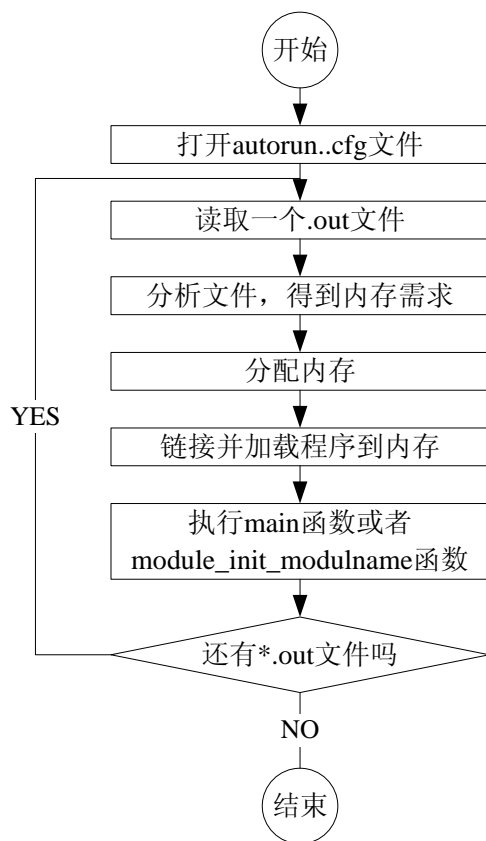 开始
打开autorun..cfg文件
读取一个.out文件
分析文件，得到内存需求
分配内存
YES
链接并加载程序到内存
执行main函数或者
module_init_modulname函数
还有*.out文件吗
NO
结束